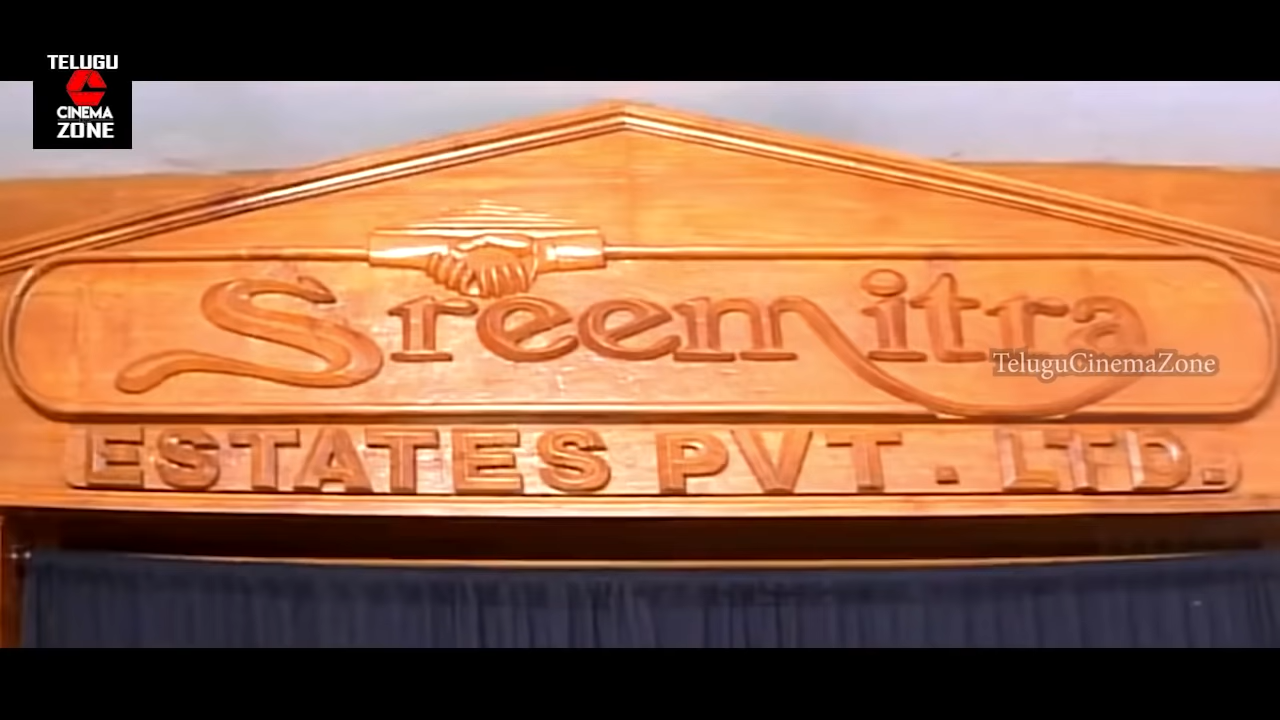 TELUGU
CINEMA
ZONE
Sreemitra
TeluguCinemaZone
ESTATES PVT. LTD.